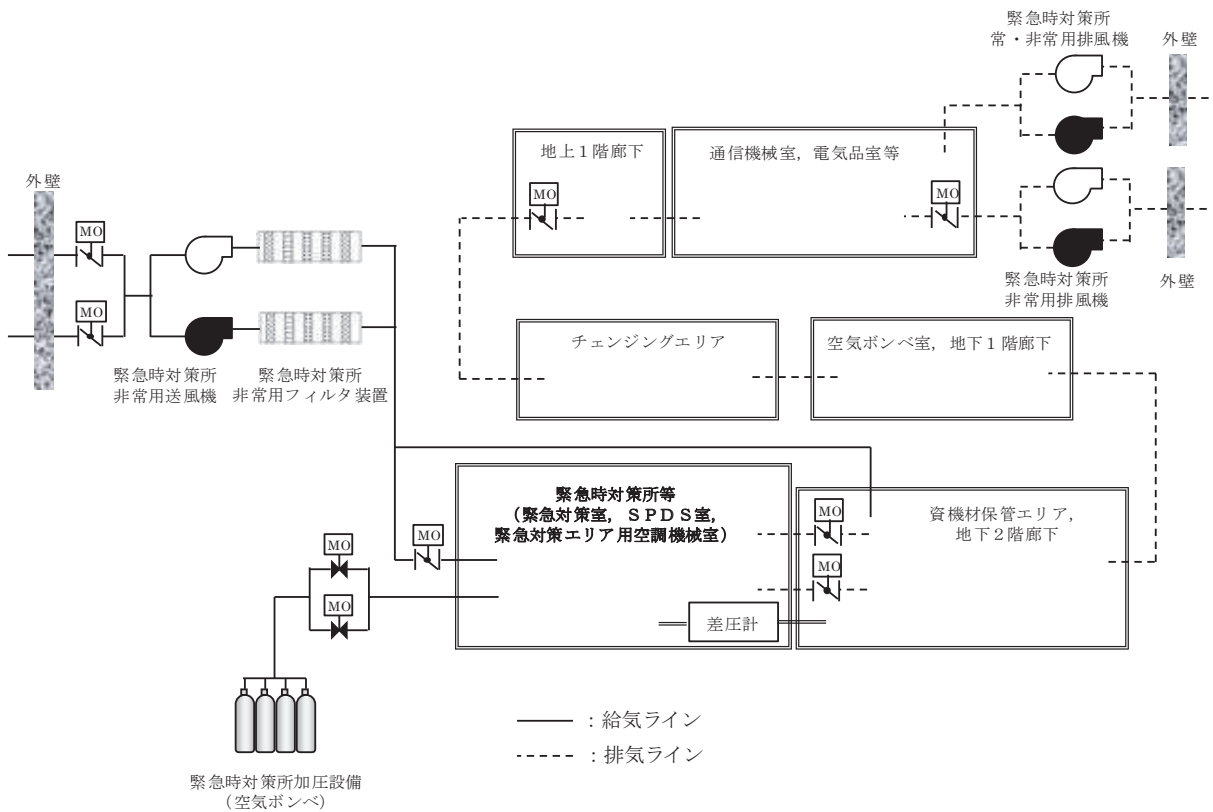 緊急時対策所
常・非常用排風機
外壁
地上１階廊下
通信機械室，電気品室等
MO
MO
外壁
MO
MO
緊急時対策所
非常用排風機
外壁
緊急時対策所
非常用送風機
緊急時対策所
非常用フィルタ装置
チェンジングエリア
空気ボンベ室，地下１階廊下
緊急時対策所等
（緊急対策室，ＳＰＤＳ室，
緊急対策エリア用空調機械室）
MO
MO
資機材保管エリア，
地下２階廊下
MO
MO
MO
差圧計
緊急時対策所加圧設備
（空気ボンベ）
：給気ライン
：排気ライン